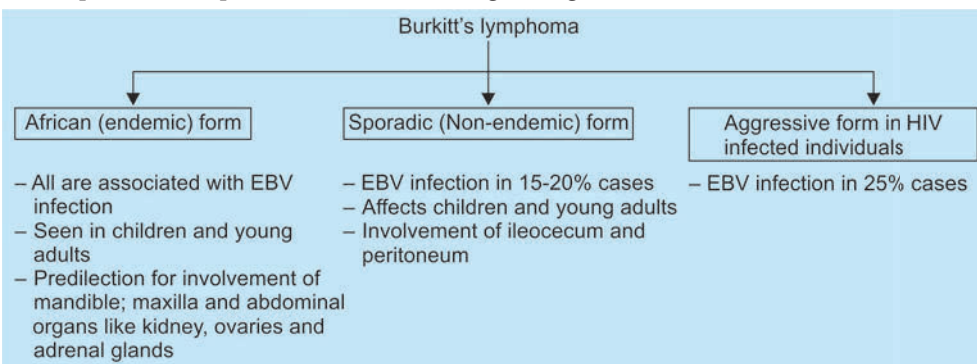 Burkitt's lymphoma
African (endemic) form
– All are associated with EBV
infection
– Seen in children and young
adults
– Predilection for involvement of
mandible; maxilla and abdominal
organs like kidney, ovaries and
adrenal glands
Sporadic (Non-endemic) form
– EBV infection in 15-20% cases
– Affects children and young adults
– Involvement of ileocecum and
peritoneum
Aggressive form in HIV
infected individuals
– EBV infection in 25% cases